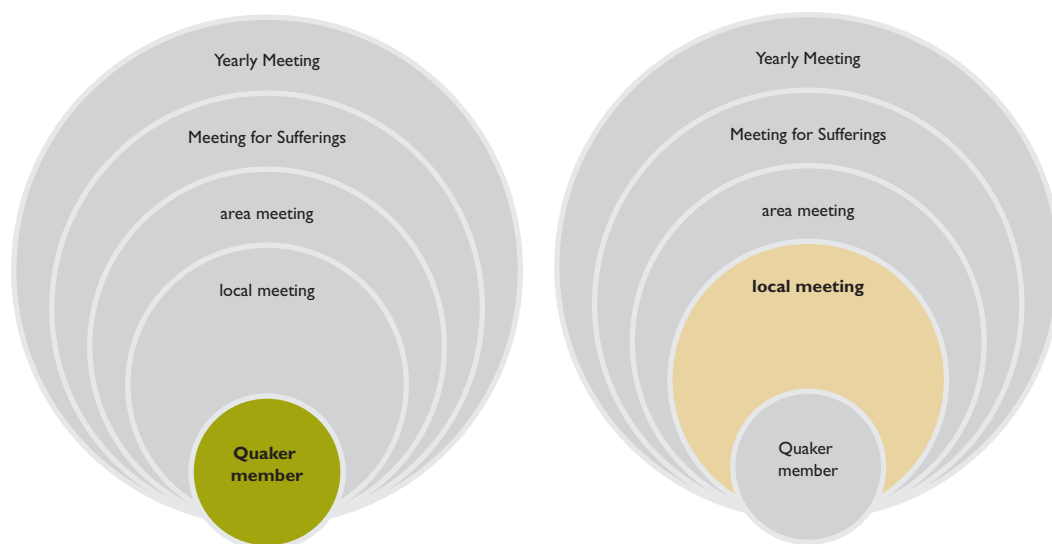 Yearly Meeting
Meeting for Sufferings
area meeting
local meeting
Quaker
member
Yearly Meeting
Meeting for Sufferings
area meeting
local meeting
Quaker
member